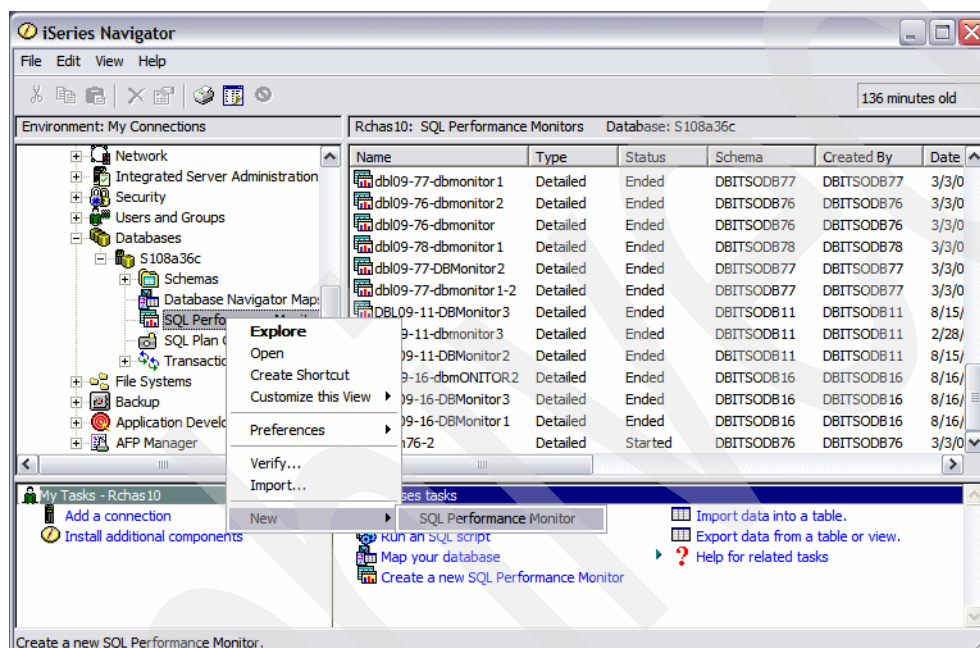 iSeries Navigator
File Edit View Help
136 minutes old
Environment: My Connections
Rchas10: SQL Performance Monitors Database: S108a36c
Network
Integrated Server Administration
Security
Users and Groups
Databases
S108a36c
Schemas
Database Navigator Map
SQL Perfo
SQL Plan
Transactio
File Systems
Backup
Application Develo
AFP Manager
Name Type Status Schema Created By Date
dbl09-77-dbmonitor1 Detailed Ended DBITSODB77 DBITSODB77 3/3/0
dbl09-76-dbmonitor2 Detailed Ended DBITSODB76 DBITSODB76 3/3/0
dbl09-76-dbmonitor Detailed Ended DBITSODB76 DBITSODB76 3/3/0
dbl09-78-dbmonitor1 Detailed Ended DBITSODB78 DBITSODB78 3/3/0
dbl09-77-DBMonitor2 Detailed Ended DBITSODB77 DBITSODB77 3/3/0
dbl09-77-dbmonitor1-2 Detailed Ended DBITSODB77 DBITSODB77 3/3/0
DBL09-11-DBMonitor3 Detailed Ended DBITSODB11 DBITSODB11 8/15/
9-11-dbmonitor3 Detailed Ended DBITSODB11 DBITSODB11 2/28/
09-11-DBMonitor2 Detailed Ended DBITSODB11 DBITSODB11 8/15/
9-16-dbmONITOR2 Detailed Ended DBITSODB16 DBITSODB16 8/16/
09-16-DBMonitor3 Detailed Ended DBITSODB16 DBITSODB16 8/16/
09-16-DBMonitor1 Detailed Ended DBITSODB16 DBITSODB16 8/16/
76-2 Detailed Started DBITSODB76 DBITSODB76 3/3/0
Explore
Open
Create Shortcut
Customize this View
Preferences
Verify...
Import...
New
SQL Performance Monitor
My Tasks - Rchas10
Add a connection
Install additional components
ses tasks
Run an SQL script
Map your database
Create a new SQL Performance Monitor
Import data into a table.
Export data from a table or view.
Help for related tasks
Create a new SQL Performance Monitor.